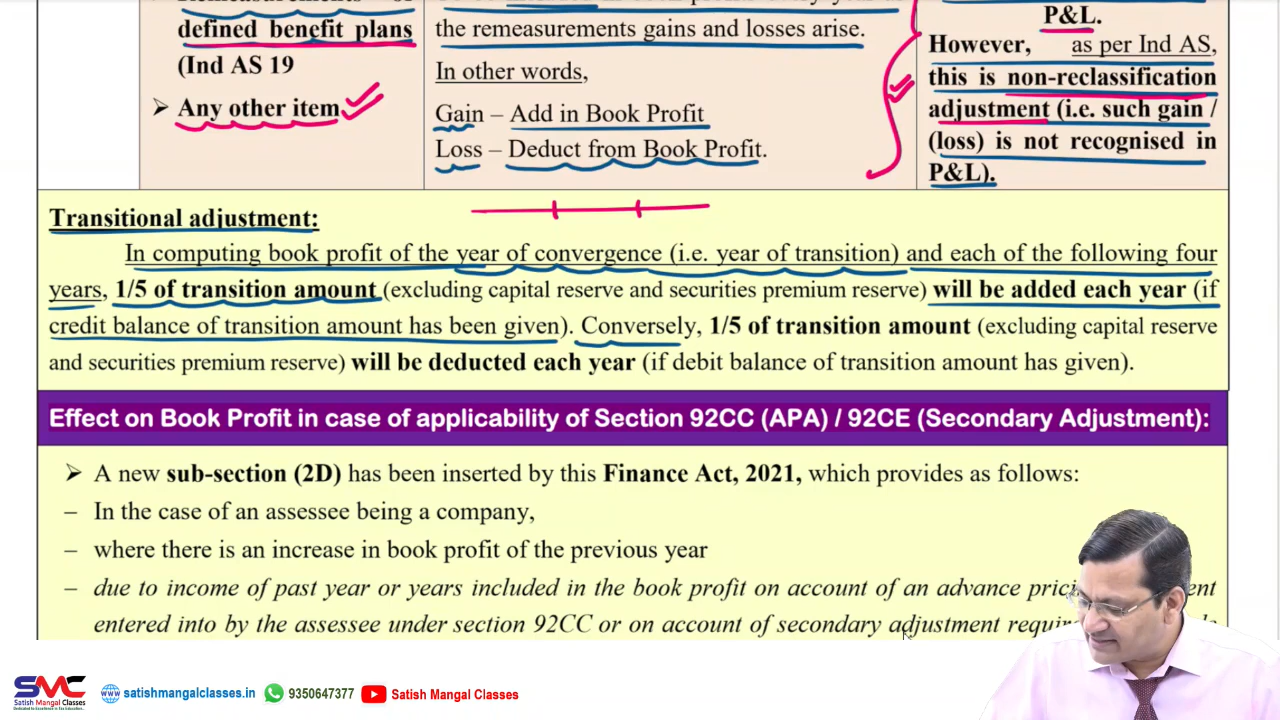 defined benefit plans
(Ind AS 19
➢ Any other item
the remeasurements gains and losses arise.
In other words,
Gain – Add in Book Profit
Loss – Deduct from Book Profit.
P&L.
However, as per Ind AS,
this is non-reclassification
adjustment (i.e. such gain /
(loss) is not recognised in
P&L).
Transitional adjustment:
In computing book profit of the year of convergence (i.e. year of transition) and each of the following four
years, 1/5 of transition amount (excluding capital reserve and securities premium reserve) will be added each year (if
credit balance of transition amount has been given). Conversely, 1/5 of transition amount (excluding capital reserve
and securities premium reserve) will be deducted each year (if debit balance of transition amount has given).
Effect on Book Profit in case of applicability of Section 92CC (APA) / 92CE (Secondary Adjustment):
➢ A new sub-section (2D) has been inserted by this Finance Act, 2021, which provides as follows:
– In the case of an assessee being a company,
– where there is an increase in book profit of the previous year
– due to income of past year or years included in the book profit on account of an advance
entered into by the assessee under section 92CC or on account of secondary adjustment
SMC
Satish Mangal Classes
satishmangalclasses.in
9350647377
Satish Mangal Classes